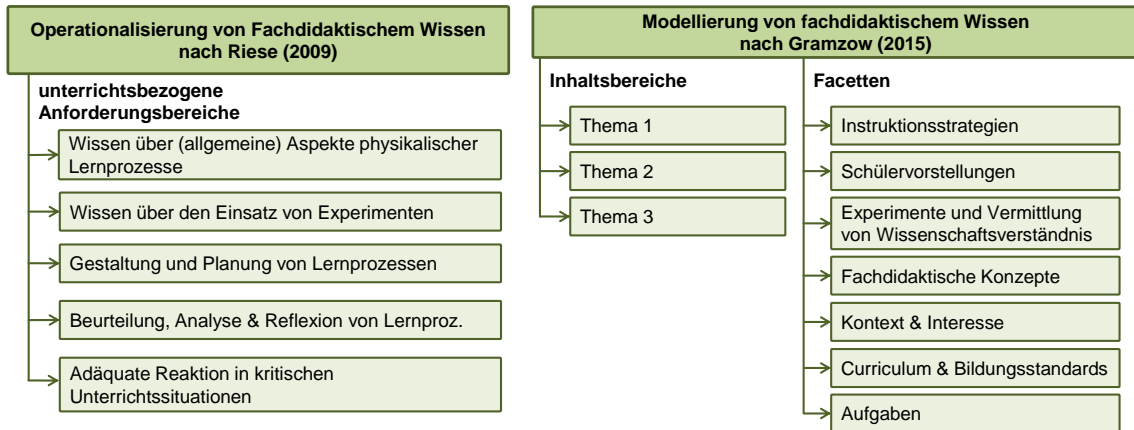 Operationalisierung von Fachdidaktischem Wissen
nach Riese (2009)
unterrichtsbezogene
Anforderungsbereiche
Wissen über (allgemeine) Aspekte physikalischer
Lernprozesse
Wissen über den Einsatz von Experimenten
Gestaltung und Planung von Lernprozessen
Beurteilung, Analyse & Reflexion von Lernproz.
Adäquate Reaktion in kritischen
Unterrichtssituationen
Modellierung von fachdidaktischem Wissen
nach Gramzow (2015)
Inhaltsbereiche
Thema 1
Thema 2
Thema 3
Facetten
Instruktionsstrategien
Schülervorstellungen
Experimente und Vermittlung
von Wissenschaftsverständnis
Fachdidaktische Konzepte
Kontext & Interesse
Curriculum & Bildungsstandards
Aufgaben